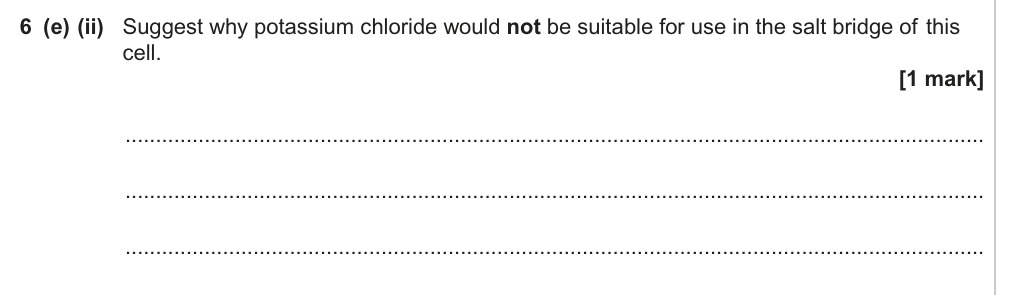 6 (e) (ii) Suggest why potassium chloride would not be suitable for use in the salt bridge of this
cell.
[1 mark]